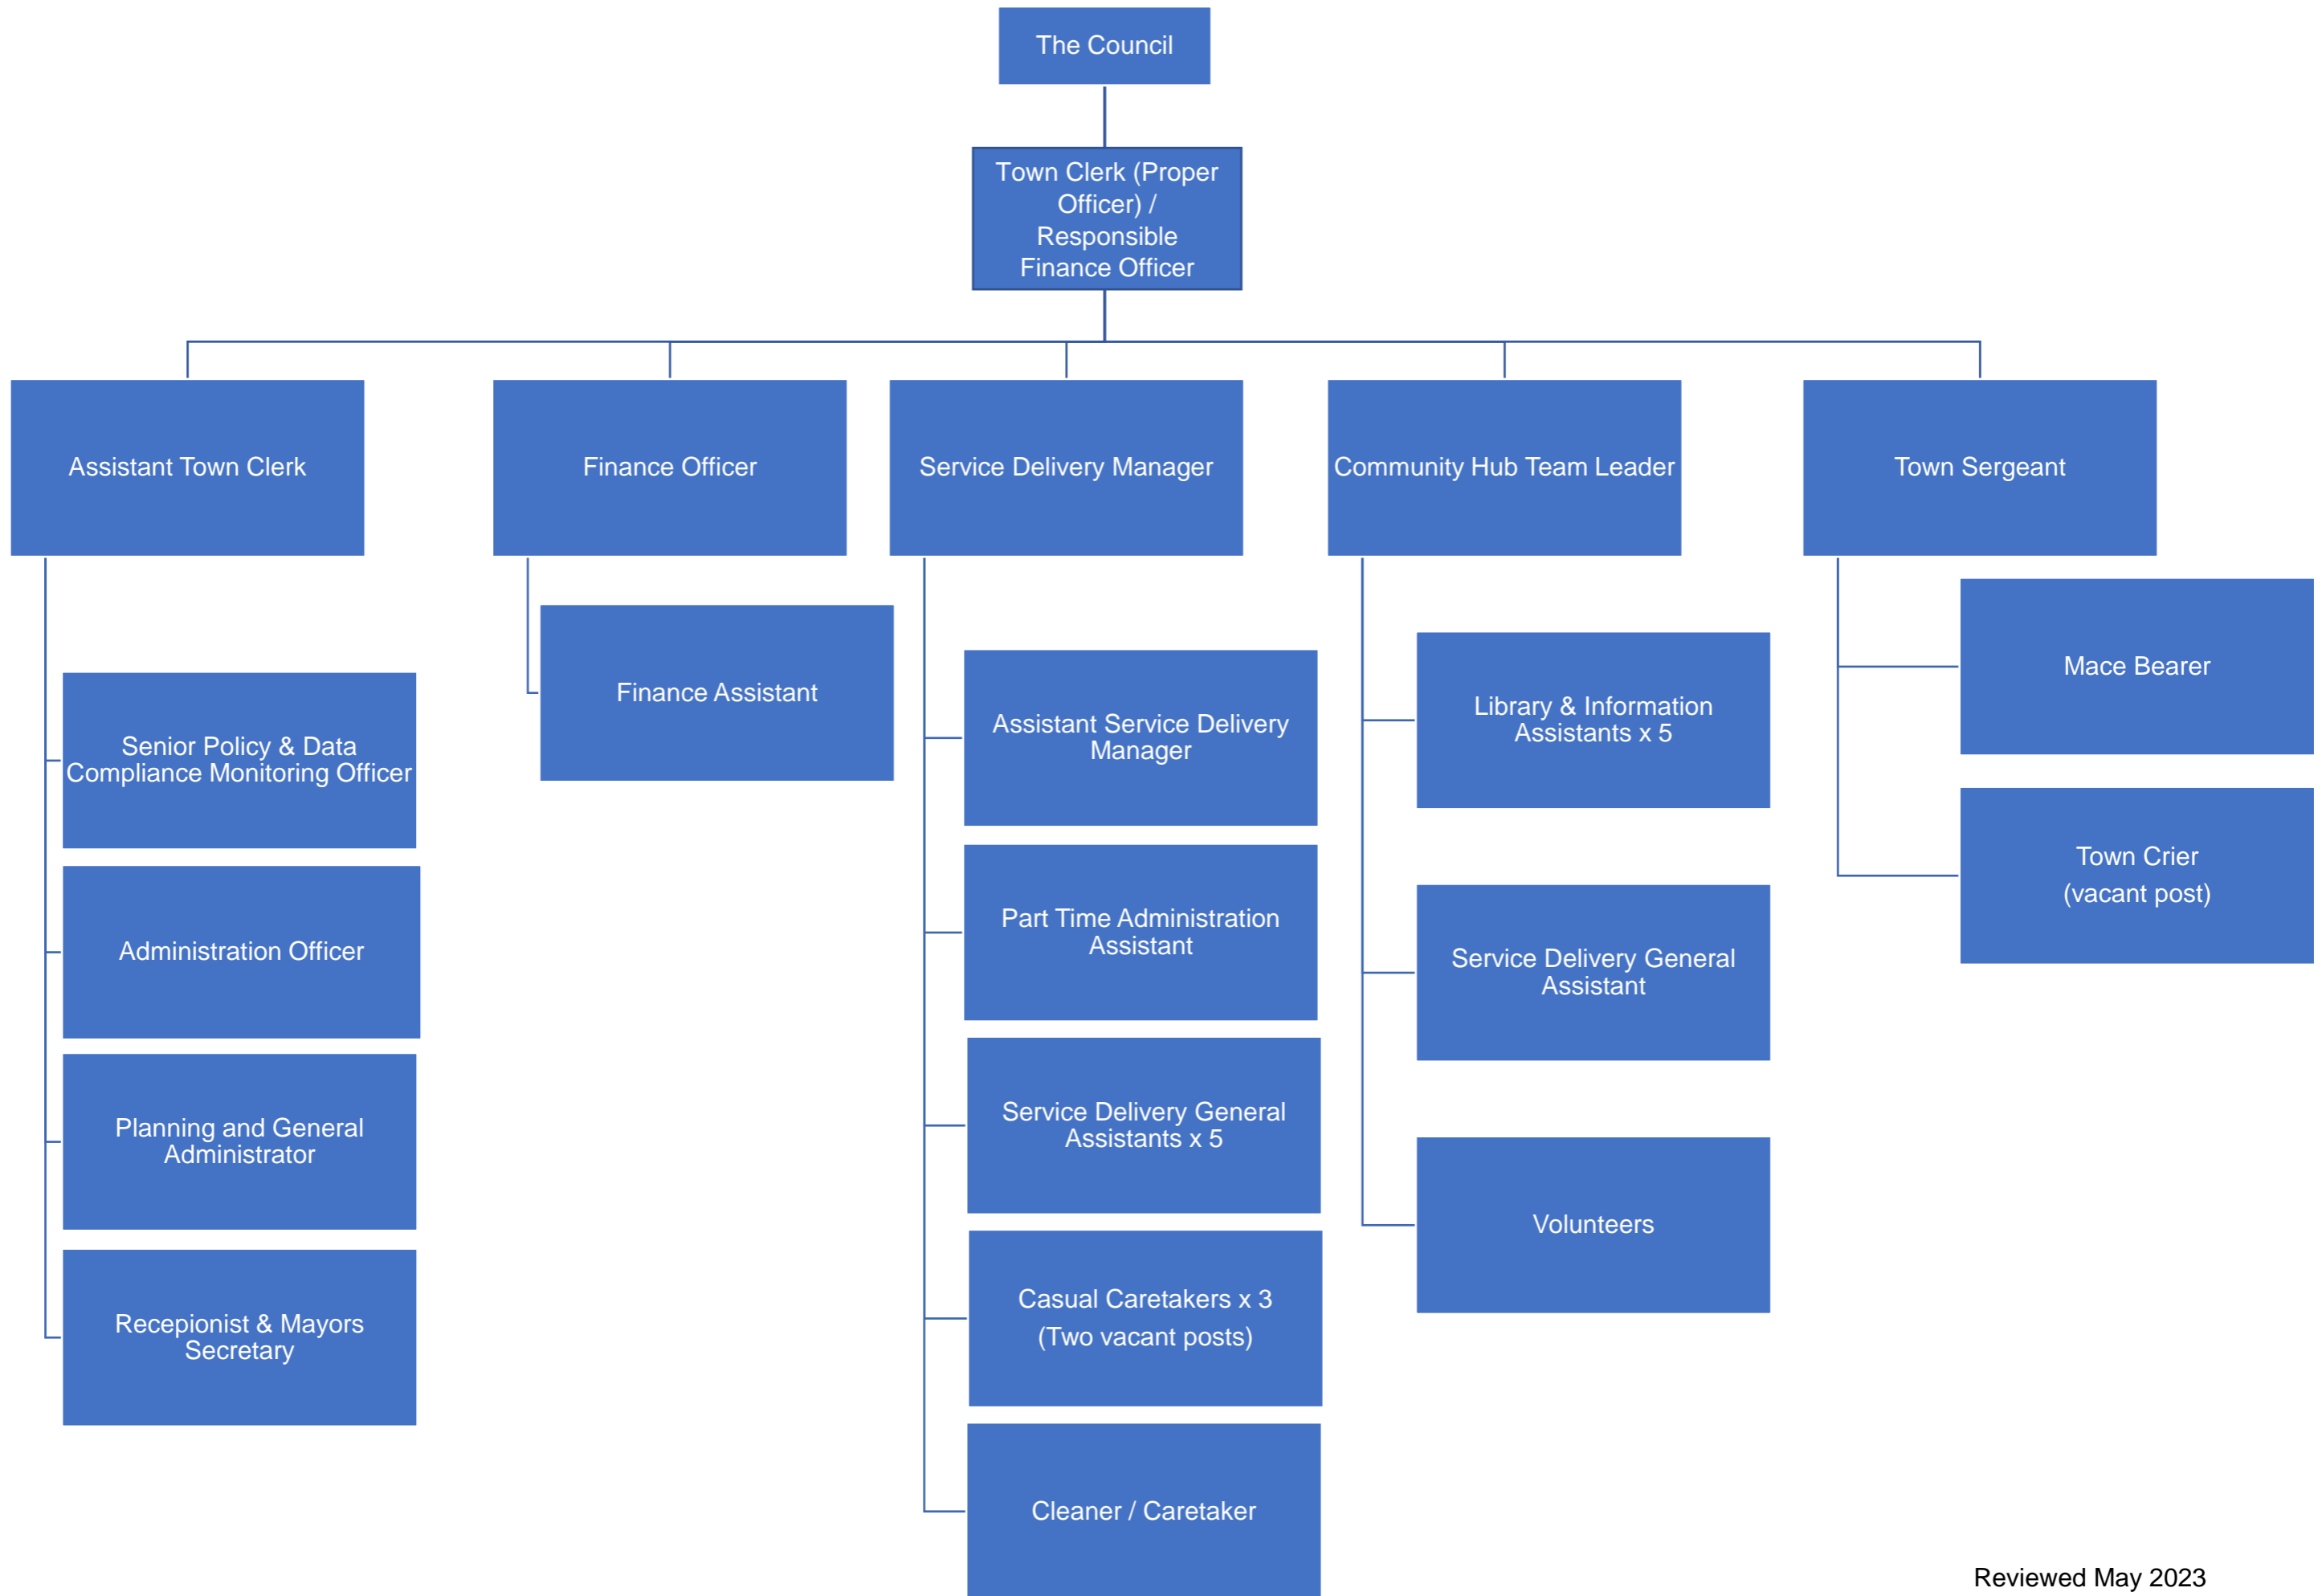 The Council
Town Clerk (Proper
Officer) /
Responsible
Finance Officer
Assistant Town Clerk
Finance Officer
Service Delivery Manager
Community Hub Team Leader
Town Sergeant
Senior Policy & Data
Compliance Monitoring Officer
Administration Officer
Planning and General
Administrator
Recepionist & Mayors
Secretary
Finance Assistant
Assistant Service Delivery
Manager
Part Time Administration
Assistant
Service Delivery General
Assistants x 5
Casual Caretakers x 3
(Two vacant posts)
Cleaner / Caretaker
Library & Information
Assistants x 5
Service Delivery General
Assistant
Volunteers
Mace Bearer
Town Crier
(vacant post)
Reviewed May 2023